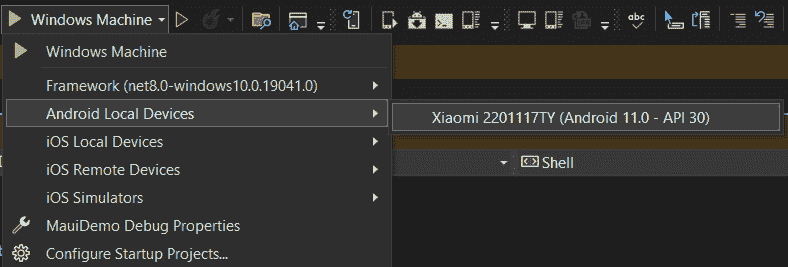 Windows Machine
abc
Windows Machine
Framework (net8.0-windows10.0.19041.0)
Android Local Devices
Xiaomi 2201117TY (Android 11.0 - API 30)
iOS Local Devices
Shell
iOS Remote Devices
iOS Simulators
MauiDemo Debug Properties
Configure Startup Projects...